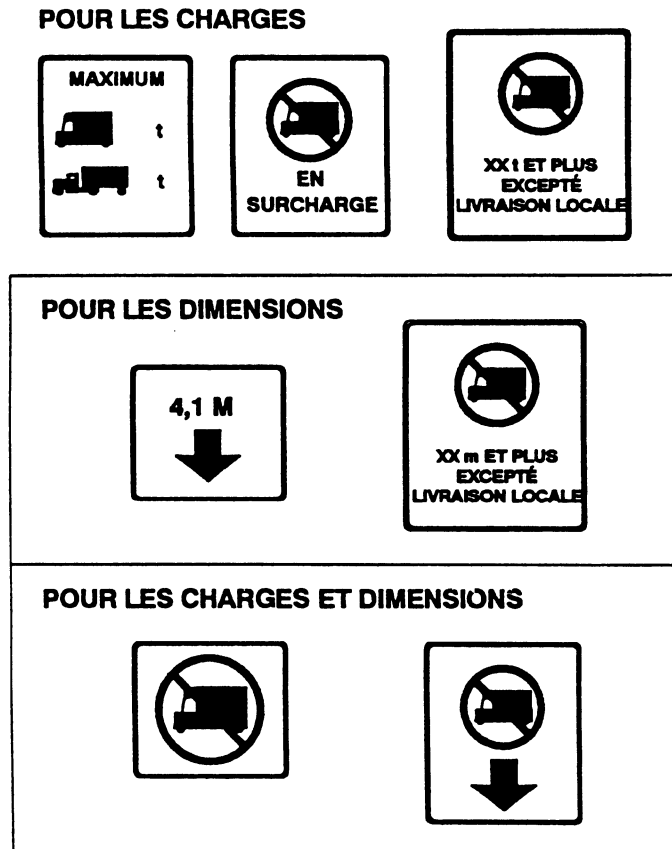 POUR LES CHARGES
MAXIMUM
t
t
EN
SURCHARGE
XX t ET PLUS
EXCEPTÉ
LIVRAISON LOCALE
POUR LES DIMENSIONS
4,1 M
XX m ET PLUS
EXCEPTÉ
LIVRAISON LOCALE
POUR LES CHARGES ET DIMENSIONS